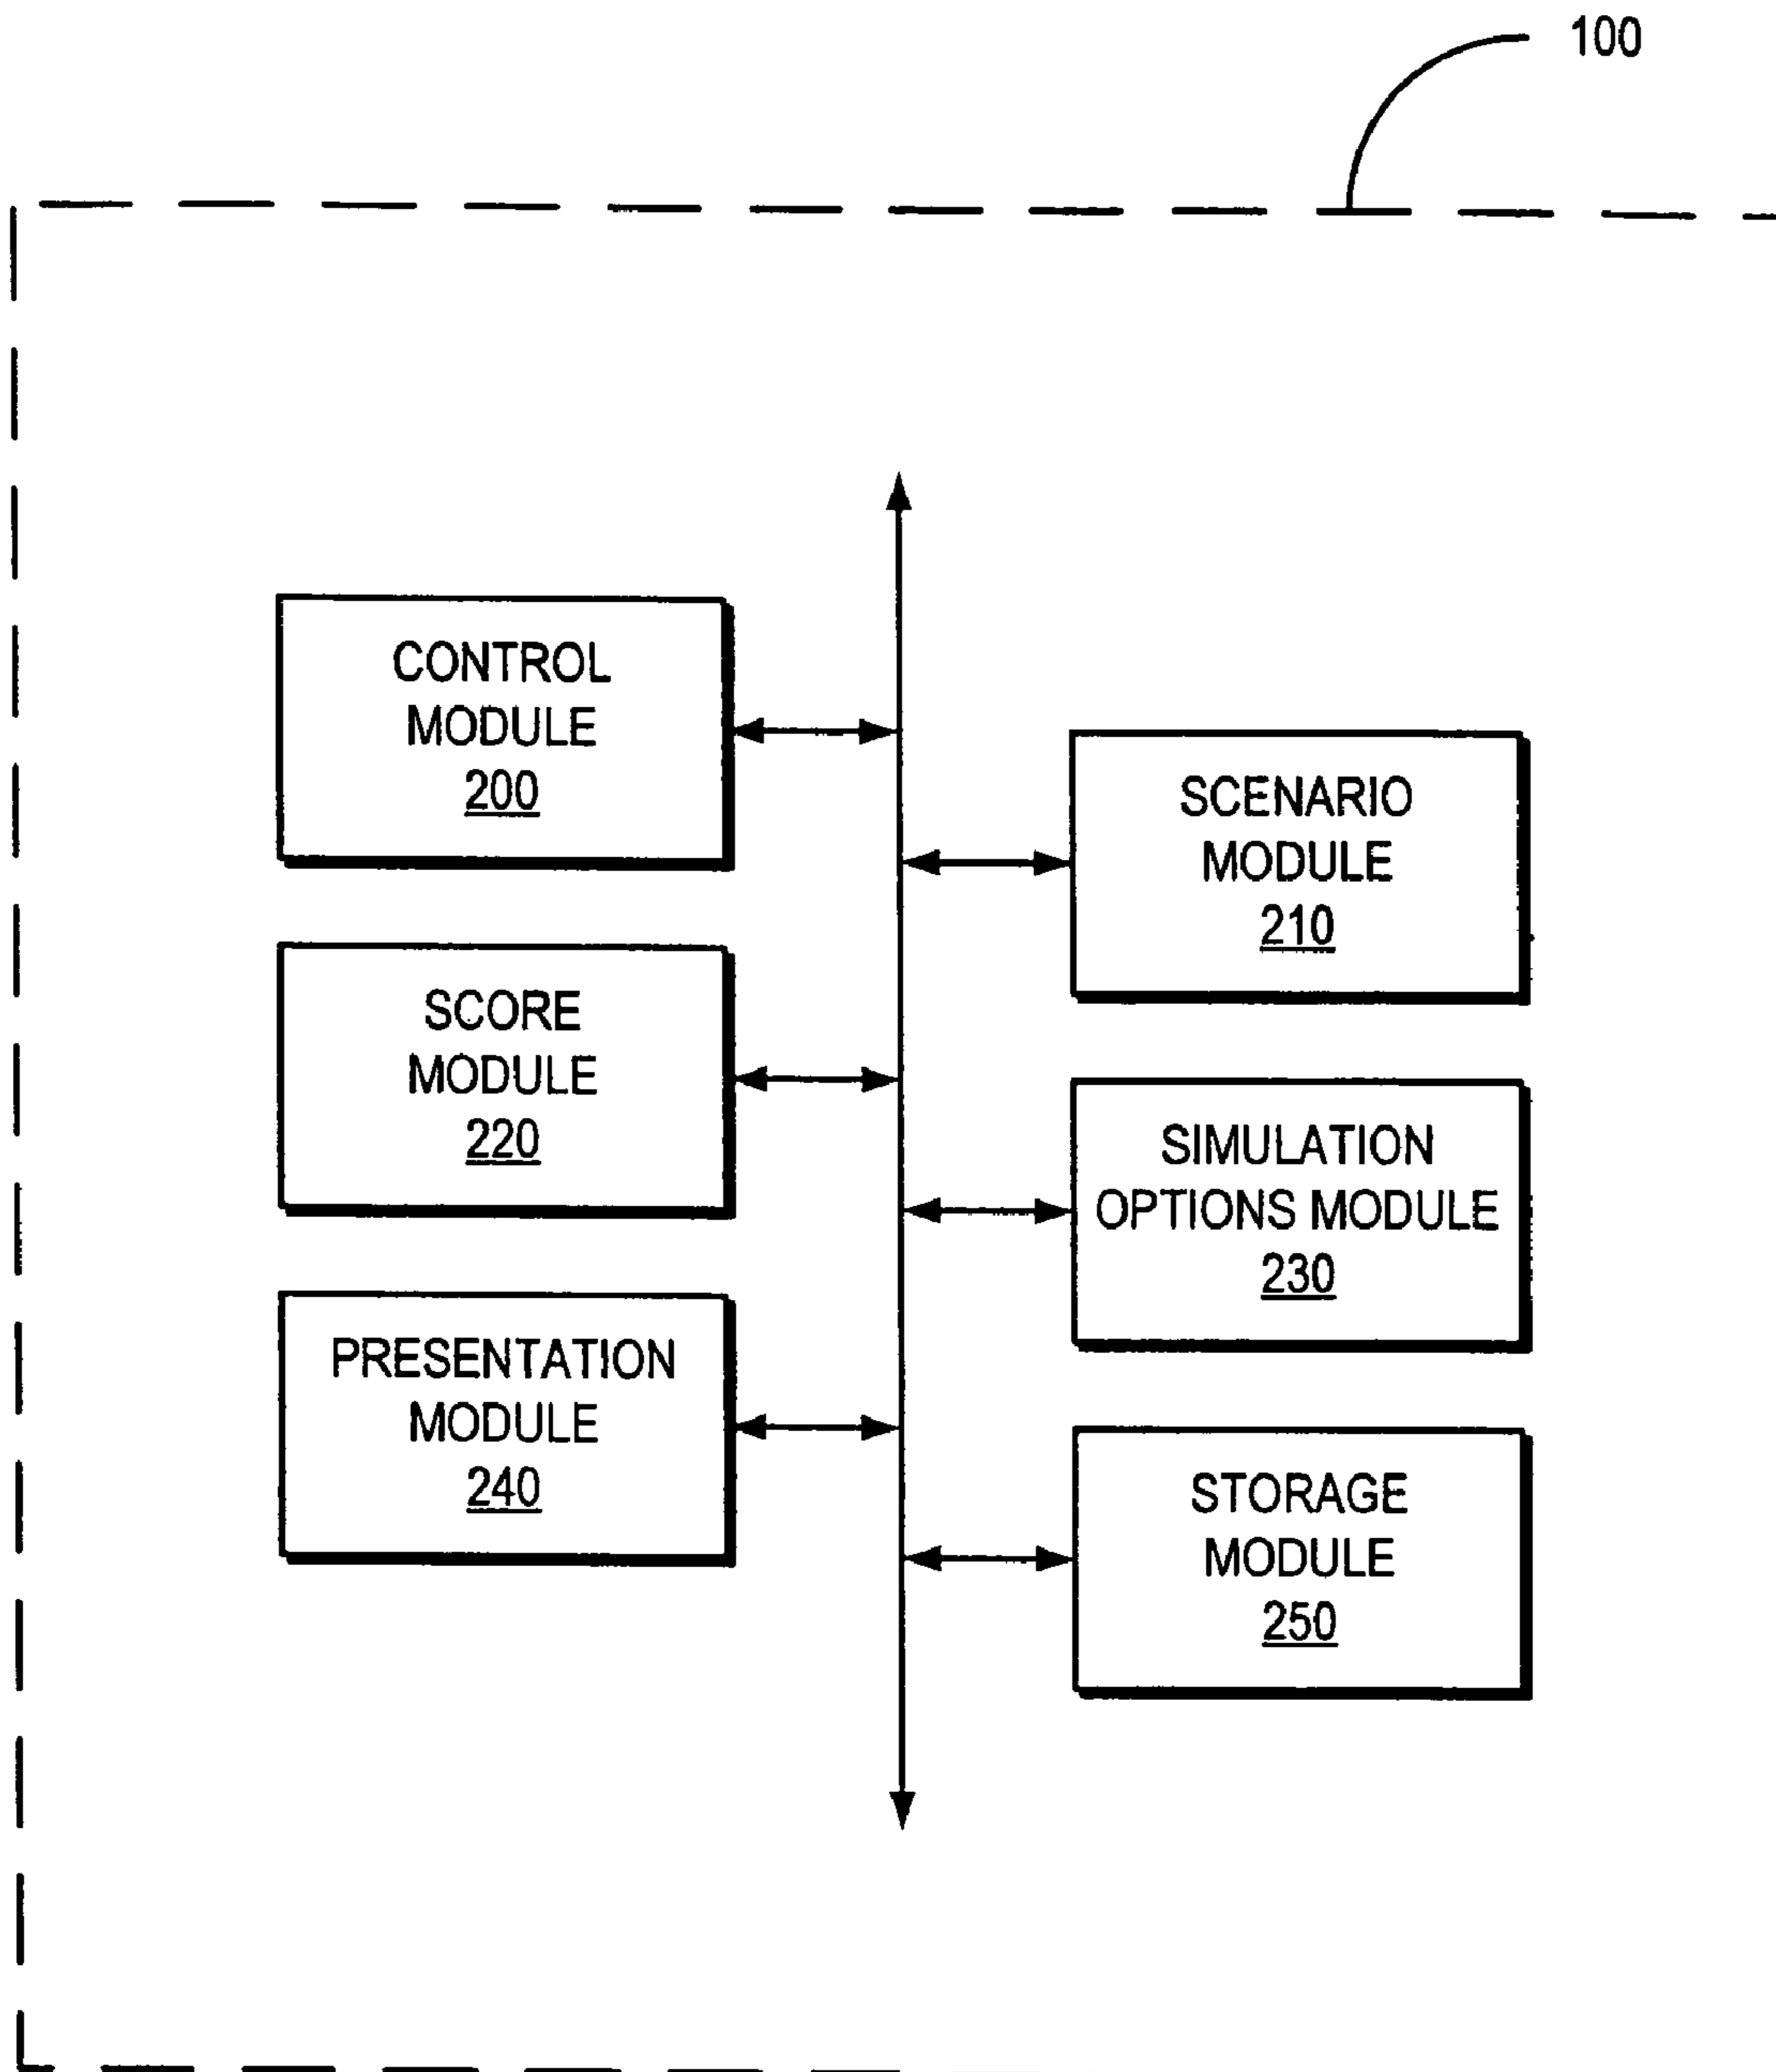 100
CONTROL
MODULE
200
SCENARIO
MODULE
210
SCORE
MODULE
220
SIMULATION
OPTIONS MODULE
230
PRESENTATION
MODULE
240
STORAGE
MODULE
250